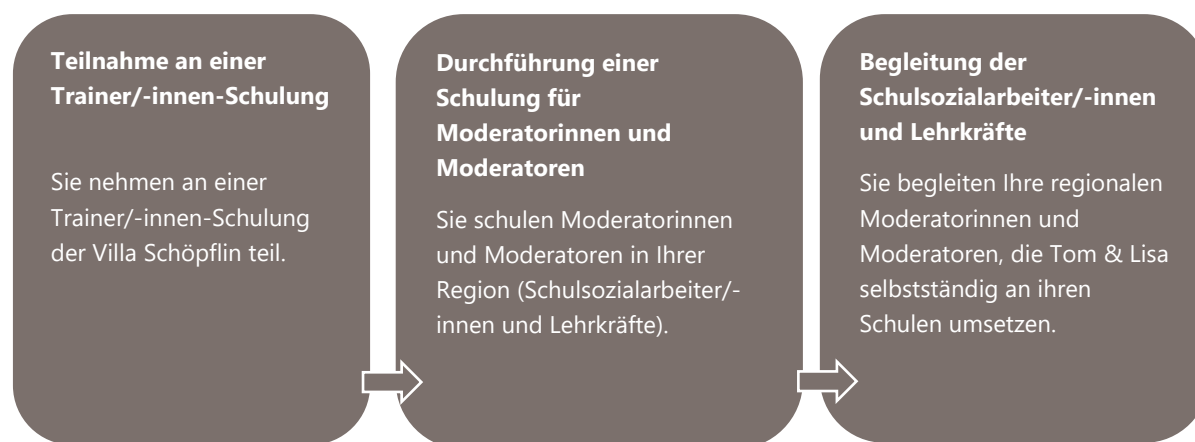 Teilnahme an einer
Trainer/-innen-Schulung
Sie nehmen an einer
Trainer/-innen-Schulung
der Villa Schöpflin teil.
Durchführung einer
Schulung für
Moderatorinnen und
Moderatoren
Sie schulen Moderatorinnen
und Moderatoren in Ihrer
Region (Schulsozialarbeiter/-
innen und Lehrkräfte).
Begleitung der
Schulsozialarbeiter/-innen
und Lehrkräfte
Sie begleiten Ihre regionalen
Moderatorinnen und
Moderatoren, die Tom & Lisa
selbstständig an ihren
Schulen umsetzen.